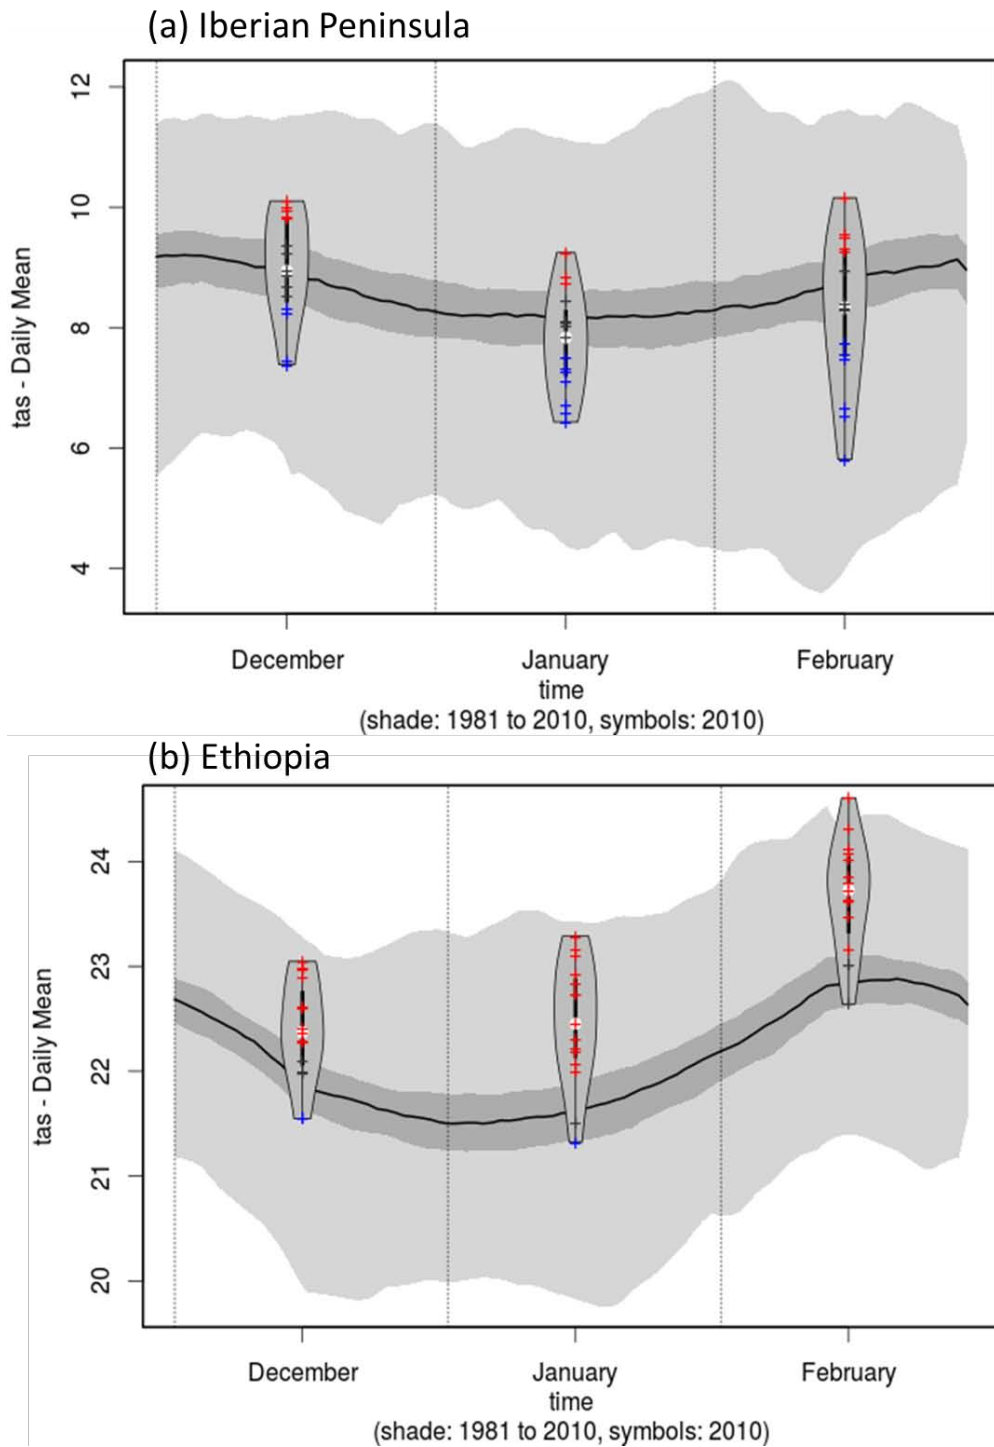 (a) Iberian Peninsula
12
10
8
6
4
tas - Daily Mean
December January February
time
(shade: 1981 to 2010, symbols: 2010)
(b) Ethiopia
24
23
22
21
20
tas - Daily Mean
December January February
time
(shade: 1981 to 2010, symbols: 2010)